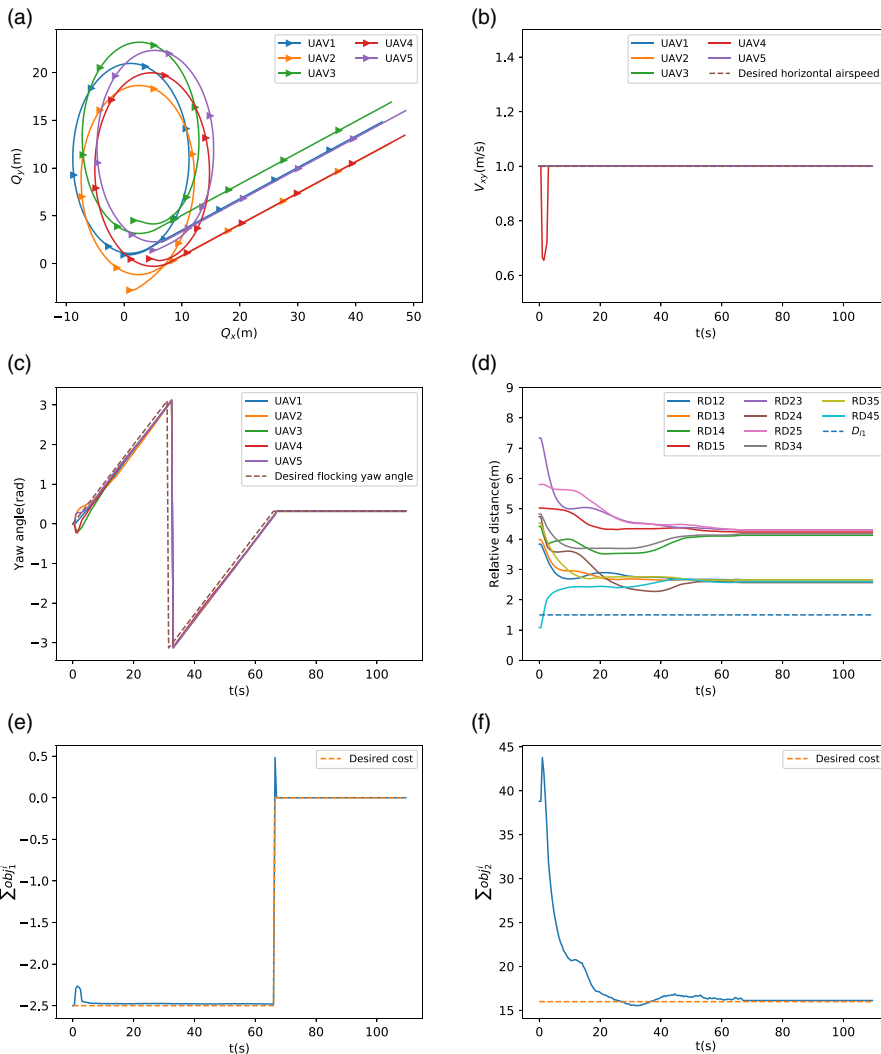 (a)
UAV1
UAV2
UAV3
UAV4
UAV5
20
15
10
5
0
Q_y(m)
−10
0
10
20
30
40
50
Q_x(m)
(b)
UAV1
UAV2
UAV3
UAV4
UAV5
Desired horizontal airspeed
1.4
1.2
1.0
0.8
0.6
V_xy(m/s)
0
20
40
60
80
100
t(s)
(c)
UAV1
UAV2
UAV3
UAV4
UAV5
Desired flocking yaw angle
3
2
1
0
−1
−2
−3
Yaw angle(rad)
0
20
40
60
80
100
t(s)
(d)
RD12
RD13
RD14
RD15
RD23
RD24
RD25
RD34
RD35
RD45
D_l1
9
8
7
6
5
4
3
2
1
0
Relative distance(m)
0
20
40
60
80
100
t(s)
(e)
Desired cost
0.5
0.0
−0.5
−1.0
−1.5
−2.0
−2.5
∑obj_1^i
0
20
40
60
80
100
t(s)
(f)
Desired cost
45
40
35
30
25
20
15
∑obj_2^i
0
20
40
60
80
100
t(s)